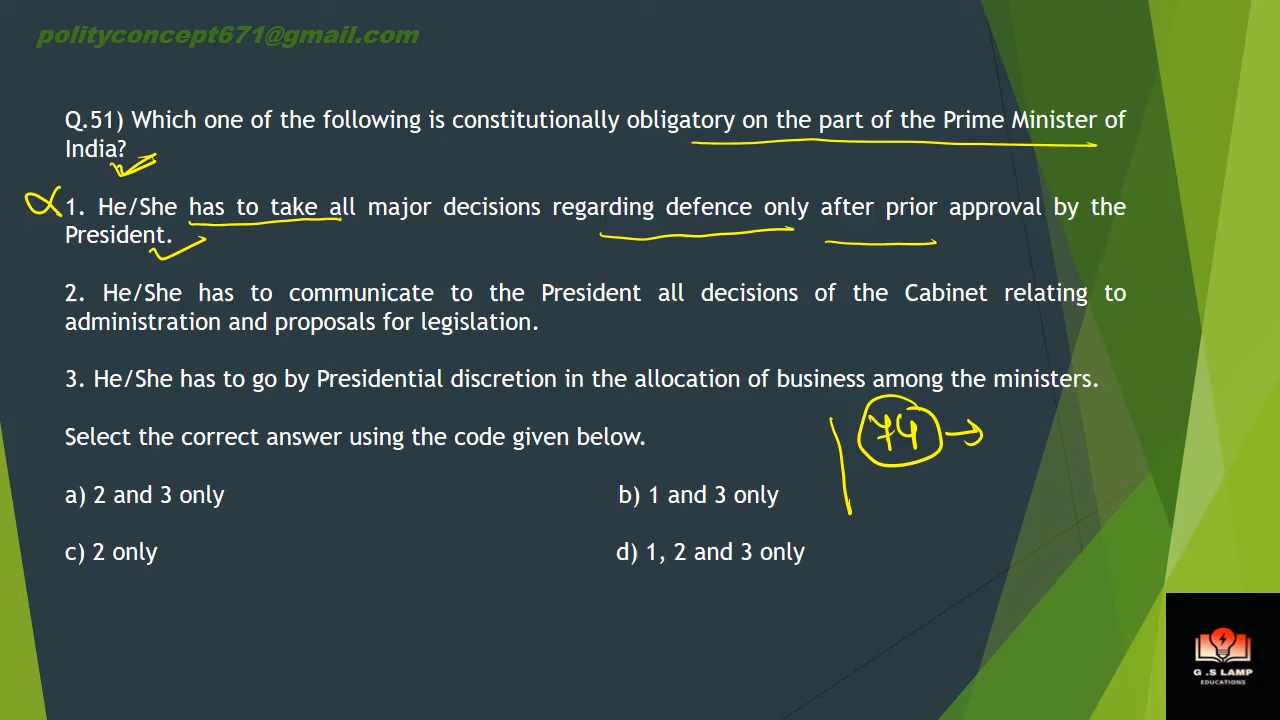 polityconcept671@gmail.com
Q.51) Which one of the following is constitutionally obligatory on the part of the Prime Minister of
India?
1. He/She has to take all major decisions regarding defence only after prior approval by the
President.
2. He/She has to communicate to the President all decisions of the Cabinet relating to
administration and proposals for legislation.
3. He/She has to go by Presidential discretion in the allocation of business among the ministers.
74
Select the correct answer using the code given below.
a) 2 and 3 only b) 1 and 3 only
c) 2 only d) 1, 2 and 3 only
G .S LAMP
EDUCATIONS